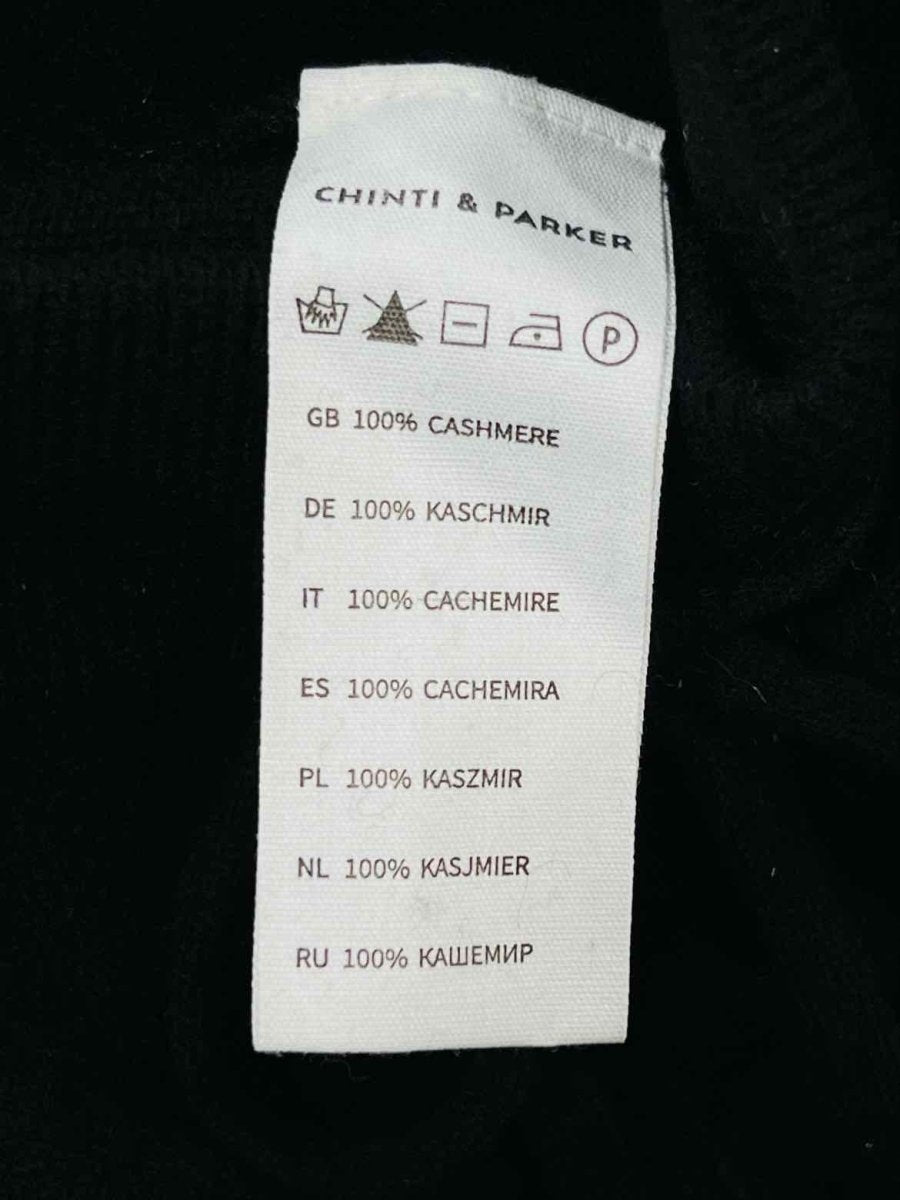 CHINTI & PARKER
P
GB 100% CASHMERE
DE 100% KASCHMIR
IT 100% CACHEMIRE
ES 100% CACHEMIRA
PL 100% KASZMIR
NL 100% KASJMIER
RU 100% КАШЕМИР